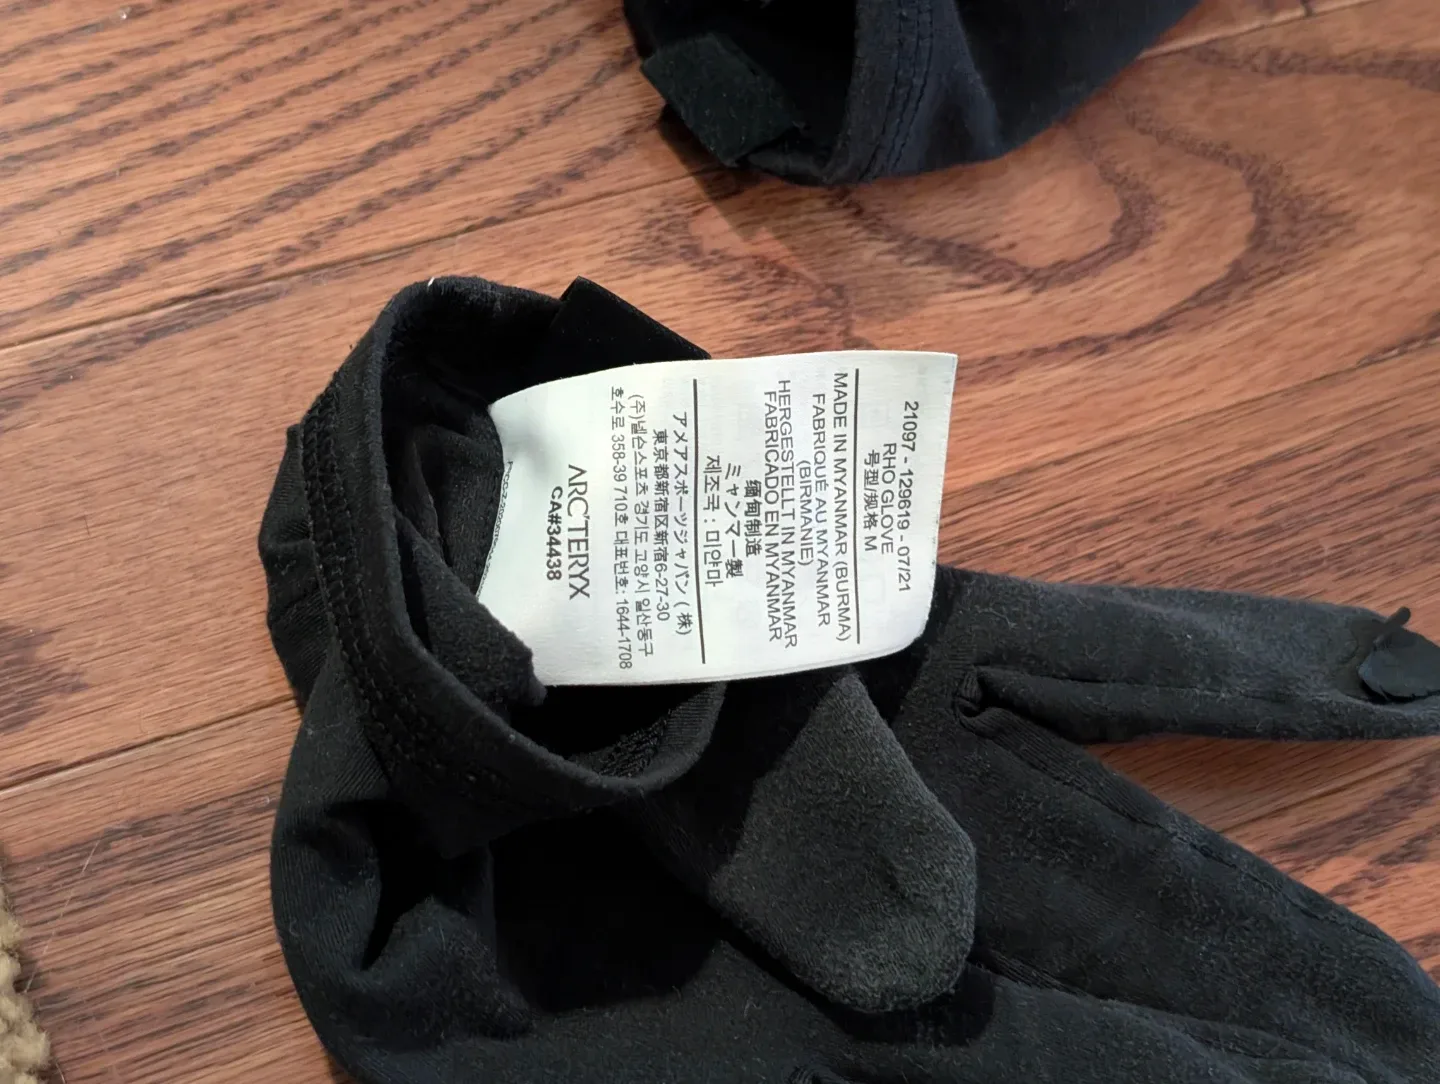 21097 - 129619 - 07/21
RHO GLOVE
号型/规格 M
MADE IN MYANMAR (BURMA)
FABRIQUÉ AU MYANMAR
(BIRMANIE)
HERGESTELLT IN MYANMAR
FABRICADO EN MYANMAR
缅甸制造
ミャンマー製
제조국 : 미얀마
アメアスポーツジャパン ( 株)
東京都新宿区新宿6-27-30
(주)넬슨스포츠 경기도 고양시 일산동구
호수로 358-39 710호 대표번호: 1644-1708
ARC'TERYX
CA#34438